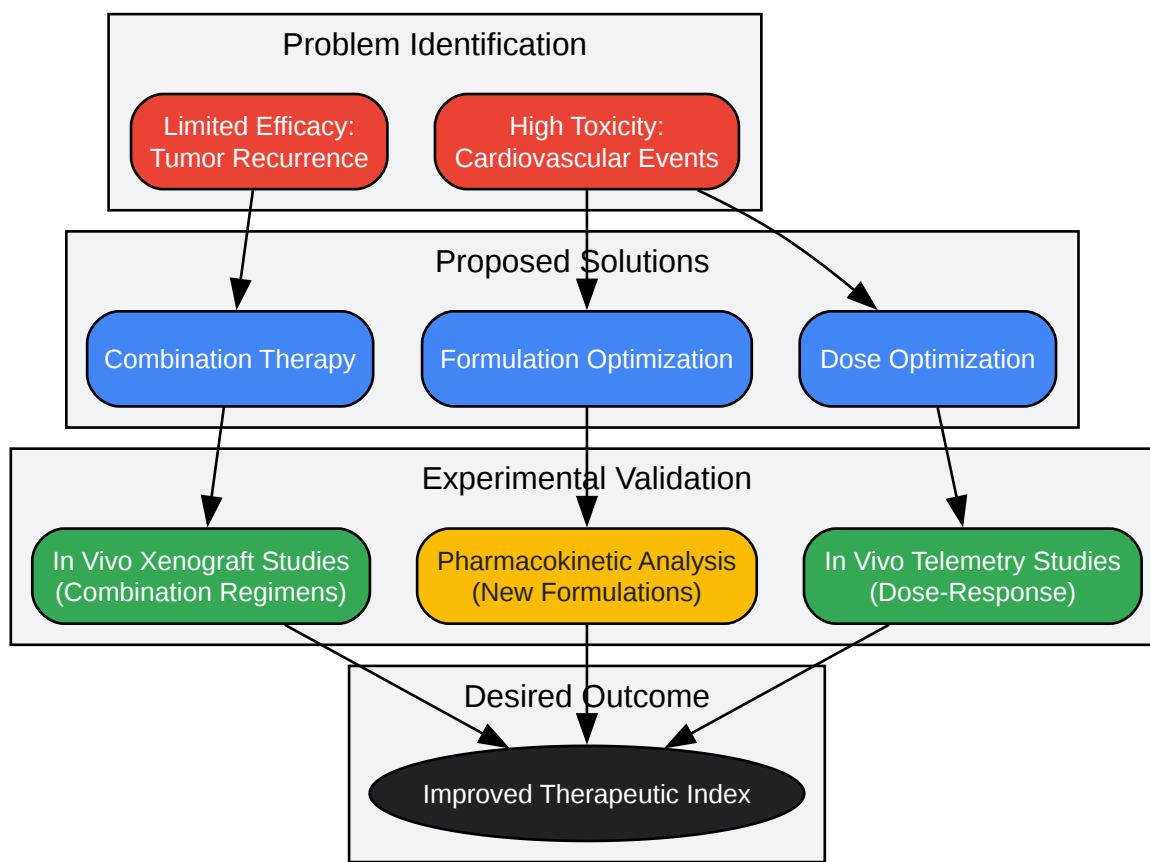 Problem Identification
Limited Efficacy:
Tumor Recurrence
High Toxicity:
Cardiovascular Events
Proposed Solutions
Combination Therapy
Formulation Optimization
Dose Optimization
Experimental Validation
In Vivo Xenograft Studies
(Combination Regimens)
Pharmacokinetic Analysis
(New Formulations)
In Vivo Telemetry Studies
(Dose-Response)
Desired Outcome
Improved Therapeutic Index